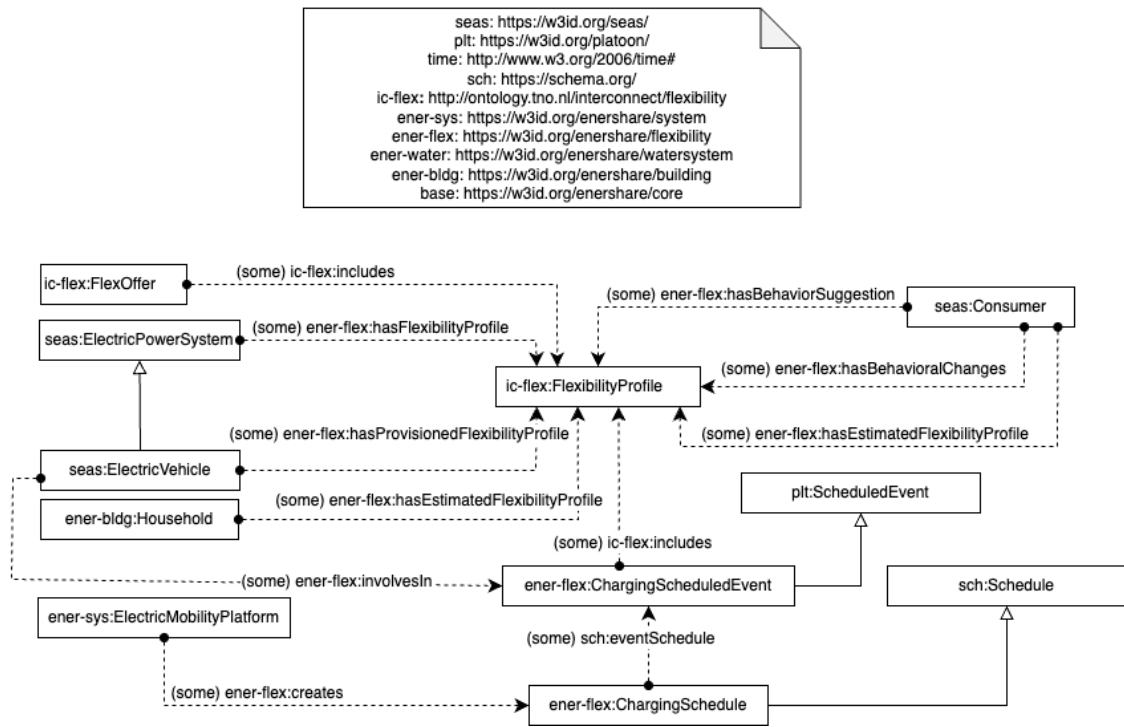 seas: https://w3id.org/seas/
plt: https://w3id.org/platoon/
time: http://www.w3.org/2006/time#
sch: https://schema.org/
ic-flex: http://ontology.tno.nl/interconnect/flexibility
ener-sys: https://w3id.org/enershare/system
ener-flex: https://w3id.org/enershare/flexibility
ener-water: https://w3id.org/enershare/watersystem
ener-bldg: https://w3id.org/enershare/building
base: https://w3id.org/enershare/core
ic-flex:FlexOffer
(some) ic-flex:includes
(some) ener-flex:hasBehaviorSuggestion
seas:Consumer
seas:ElectricPowerSystem
(some) ener-flex:hasFlexibilityProfile
ic-flex:FlexibilityProfile
(some) ener-flex:hasBehavioralChanges
(some) ener-flex:hasProvisionedFlexibilityProfile
(some) ener-flex:hasEstimatedFlexibilityProfile
seas:ElectricVehicle
(some) ener-flex:hasEstimatedFlexibilityProfile
plt:ScheduledEvent
ener-bldg:Household
(some) ic-flex:includes
(some) ener-flex:involvesIn
ener-flex:ChargingScheduledEvent
sch:Schedule
ener-sys:ElectricMobilityPlatform
(some) sch:eventSchedule
(some) ener-flex:creates
ener-flex:ChargingSchedule